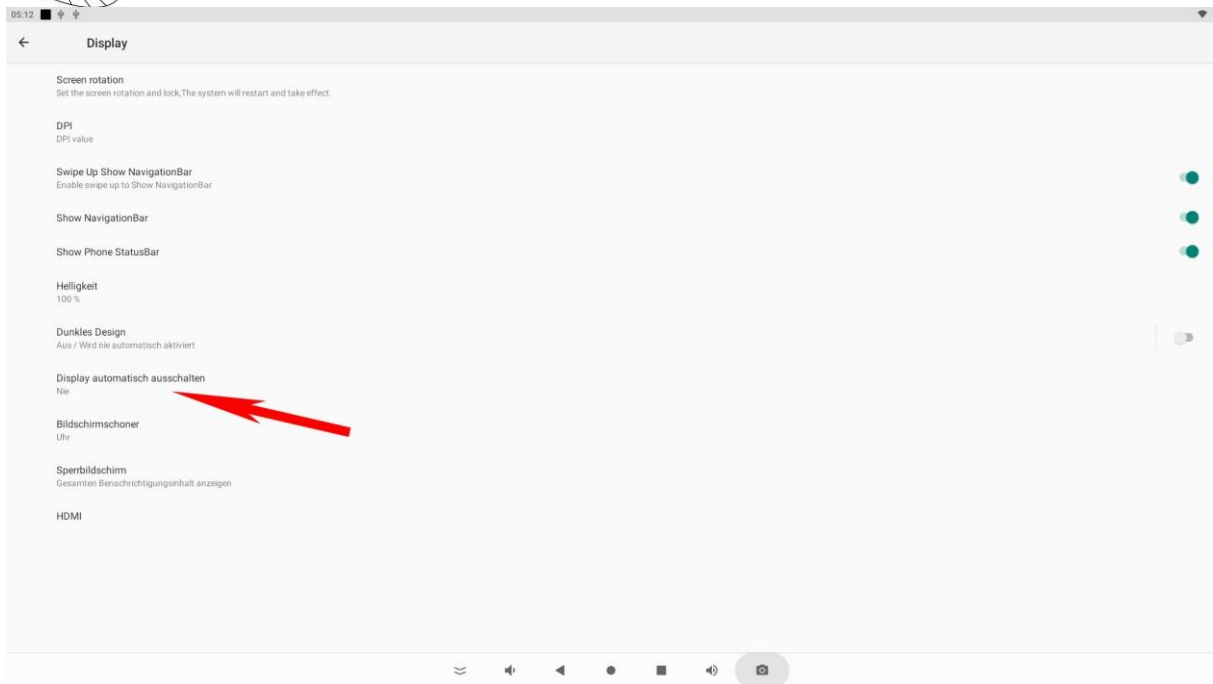 05:12
Display
Screen rotation
Set the screen rotation and lock,The system will restart and take effect.
DPI
DPI value
Swipe Up Show NavigationBar
Enable swipe up to Show NavigationBar
Show NavigationBar
Show Phone StatusBar
Helligkeit
100 %
Dunkles Design
Aus / Wird nie automatisch aktiviert
Display automatisch ausschalten
Nie
Bildschirmschoner
Uhr
Sperrbildschirm
Gesamten Benachrichtigungsinhalt anzeigen
HDMI